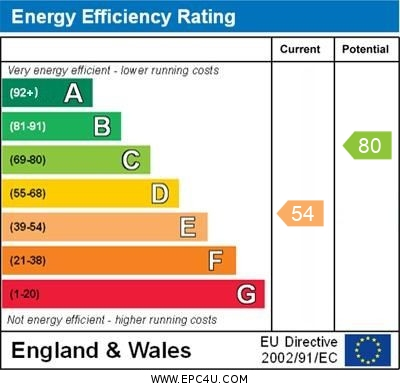 Energy Efficiency Rating
Current Potential
Very energy efficient - lower running costs
(92+) A
(81-91) B
(69-80) C
(55-68) D
(39-54) E
(21-38) F
(1-20) G
80
54
Not energy efficient - higher running costs
England & Wales
EU Directive
2002/91/EC
WWW.EPC4U.COM